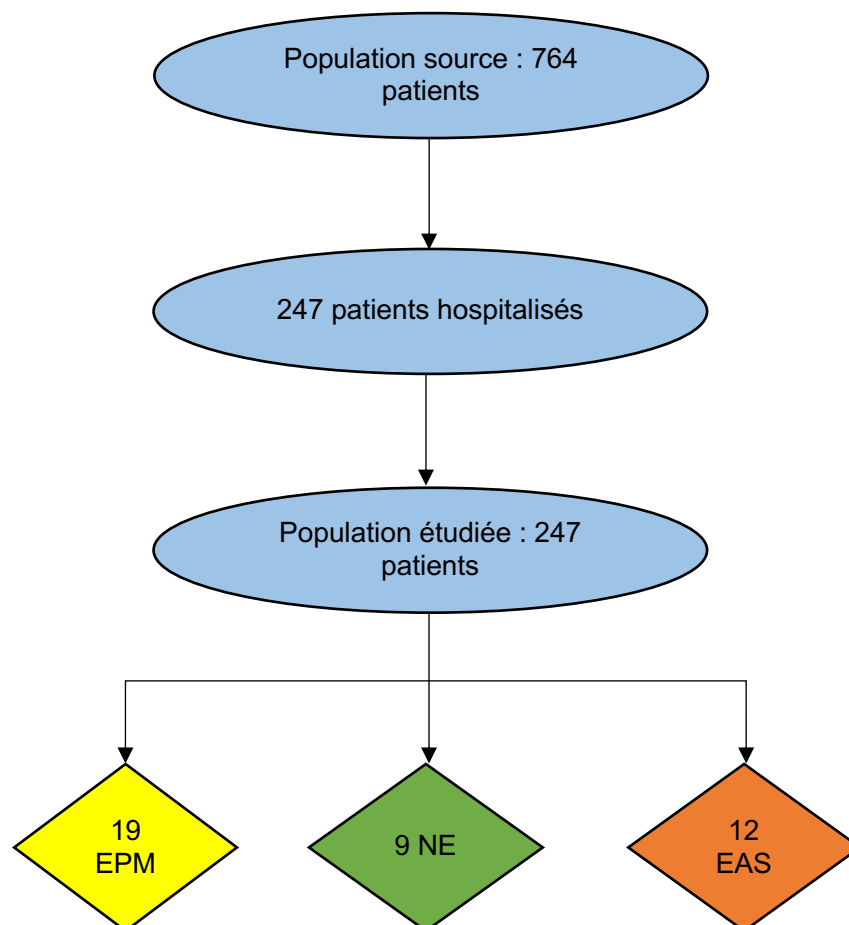 Population source : 764
patients
247 patients hospitalisés
Population étudiée : 247
patients
19
EPM
9 NE
12
EAS